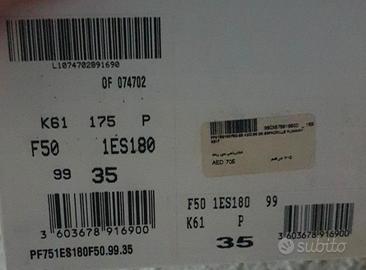 L1074702891690
OF 074702
K61 175 P
F50 1ES180
99 35
3 603678 916900
PF751ES180F50.99.35
AED 705
F50 1ES180 99
K61 P
35
3 603678 916900
subito